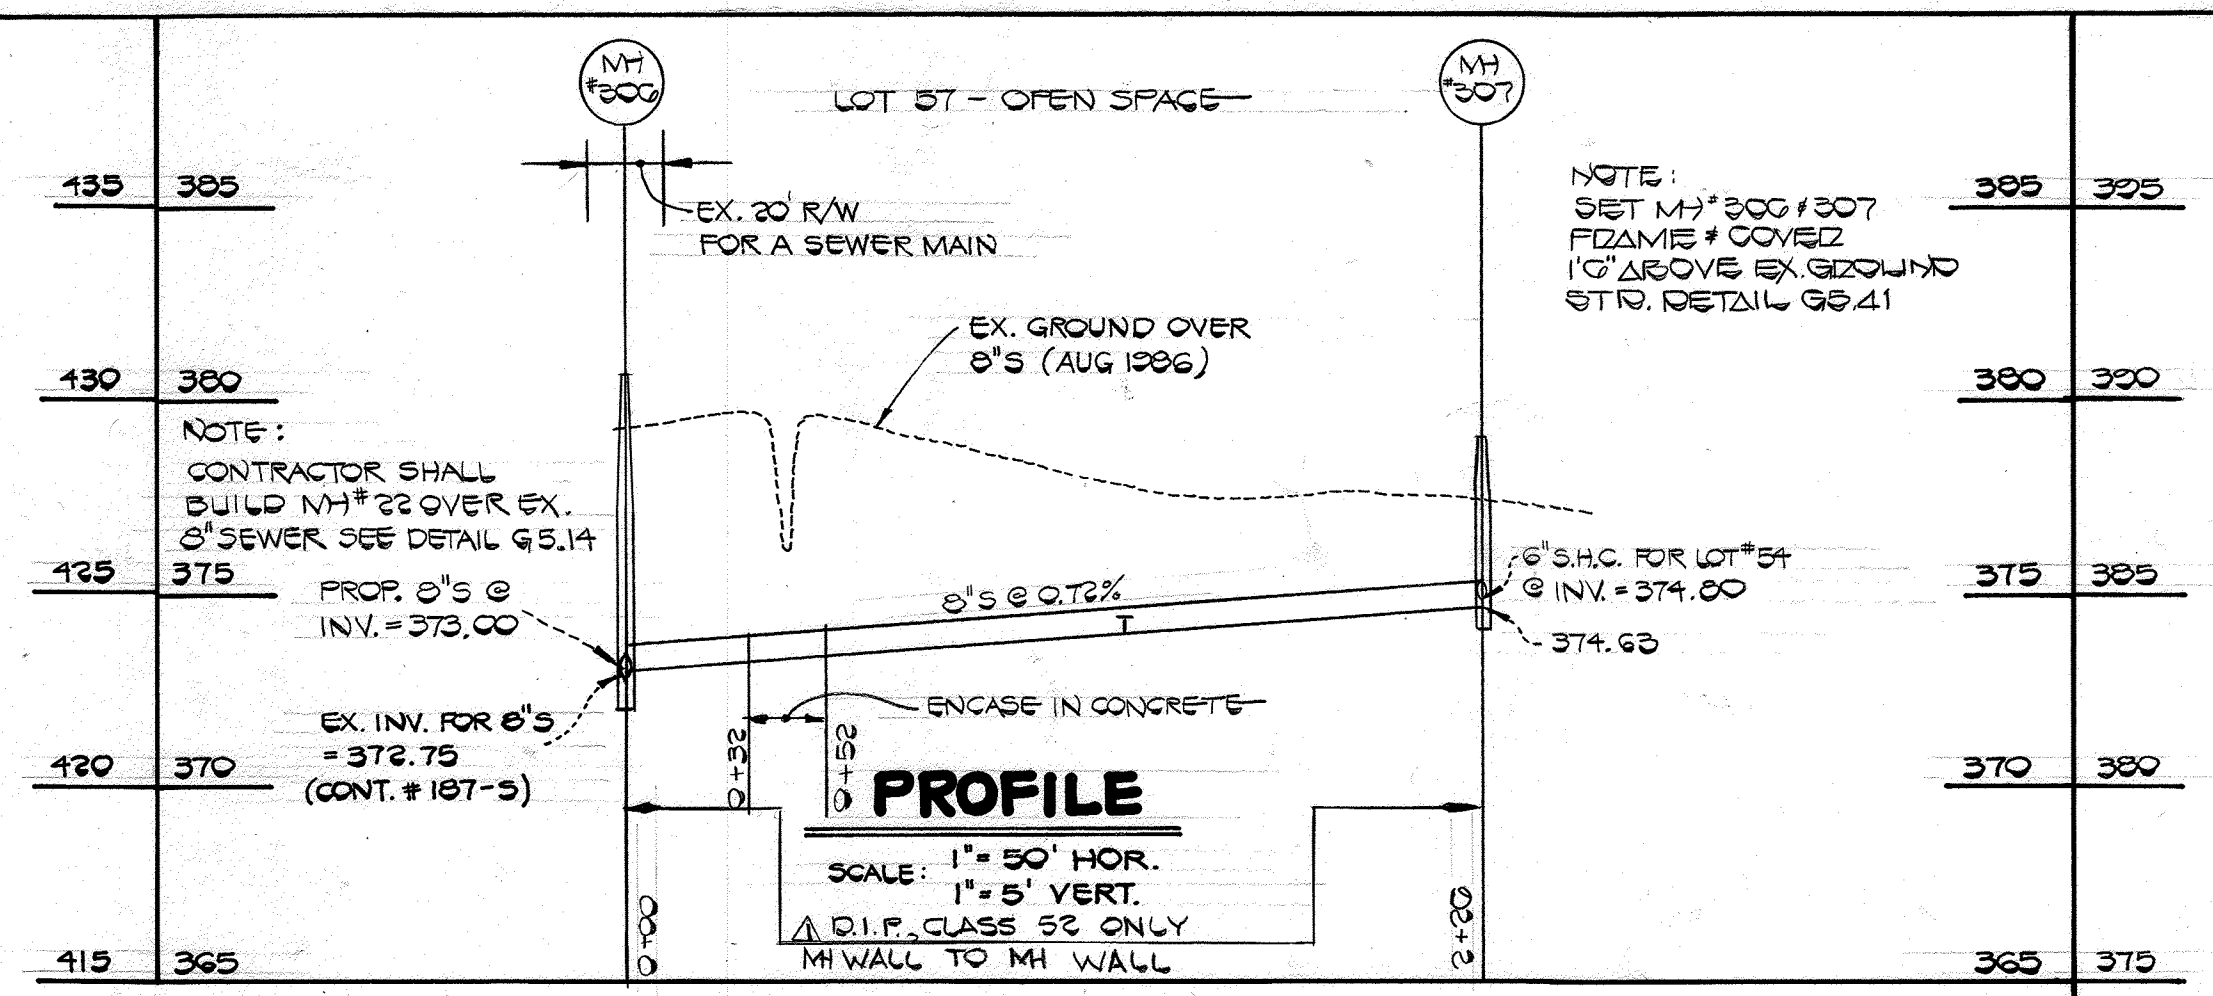 MH
#306
LOT 57 - OPEN SPACE
MH
#307
435 385
385 395
EX. 20' R/W
FOR A SEWER MAIN
NOTE:
SET MH #306 & 307
FRAME & COVER
1'6" ABOVE EX. GROUND
STD. DETAIL G5.41
EX. GROUND OVER
8"S (AUG 1986)
430 380
380 390
NOTE:
CONTRACTOR SHALL
BUILD MH #22 OVER EX.
8" SEWER SEE DETAIL G5.14
425 375
375 385
PROP. 8"S @
INV. = 373.00
8"S @ 0.72%
6" S.H.C. FOR LOT #54
@ INV. = 374.80
374.63
T
EX. INV. FOR 8"S
= 372.75
(CONT. # 187-S)
ENCASE IN CONCRETE
0+32
0+52
420 370
370 380
PROFILE
SCALE: 1" = 50' HOR.
1" = 5' VERT.
1 D.I.P., CLASS 52 ONLY
MH WALL TO MH WALL
0+00
2+26
415 365
365 375